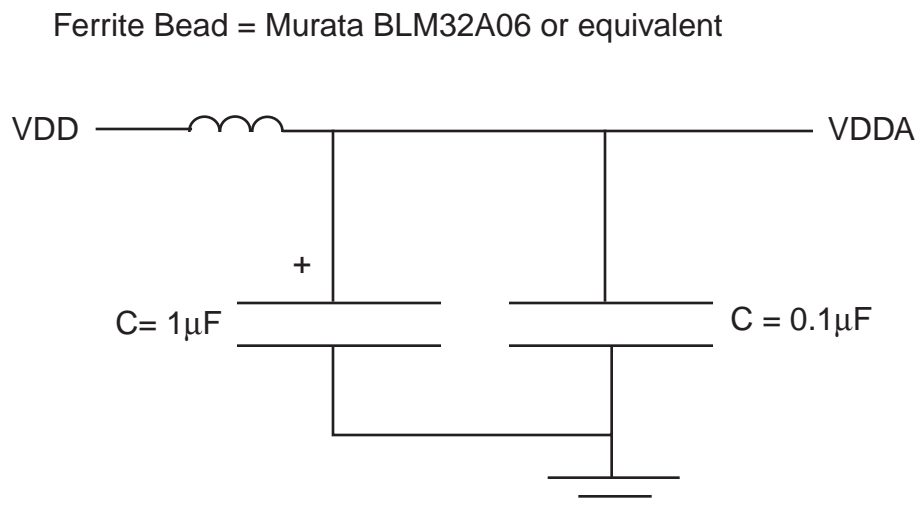 Ferrite Bead = Murata BLM32A06 or equivalent
VDD
VDDA
+
C= 1μF
C = 0.1μF